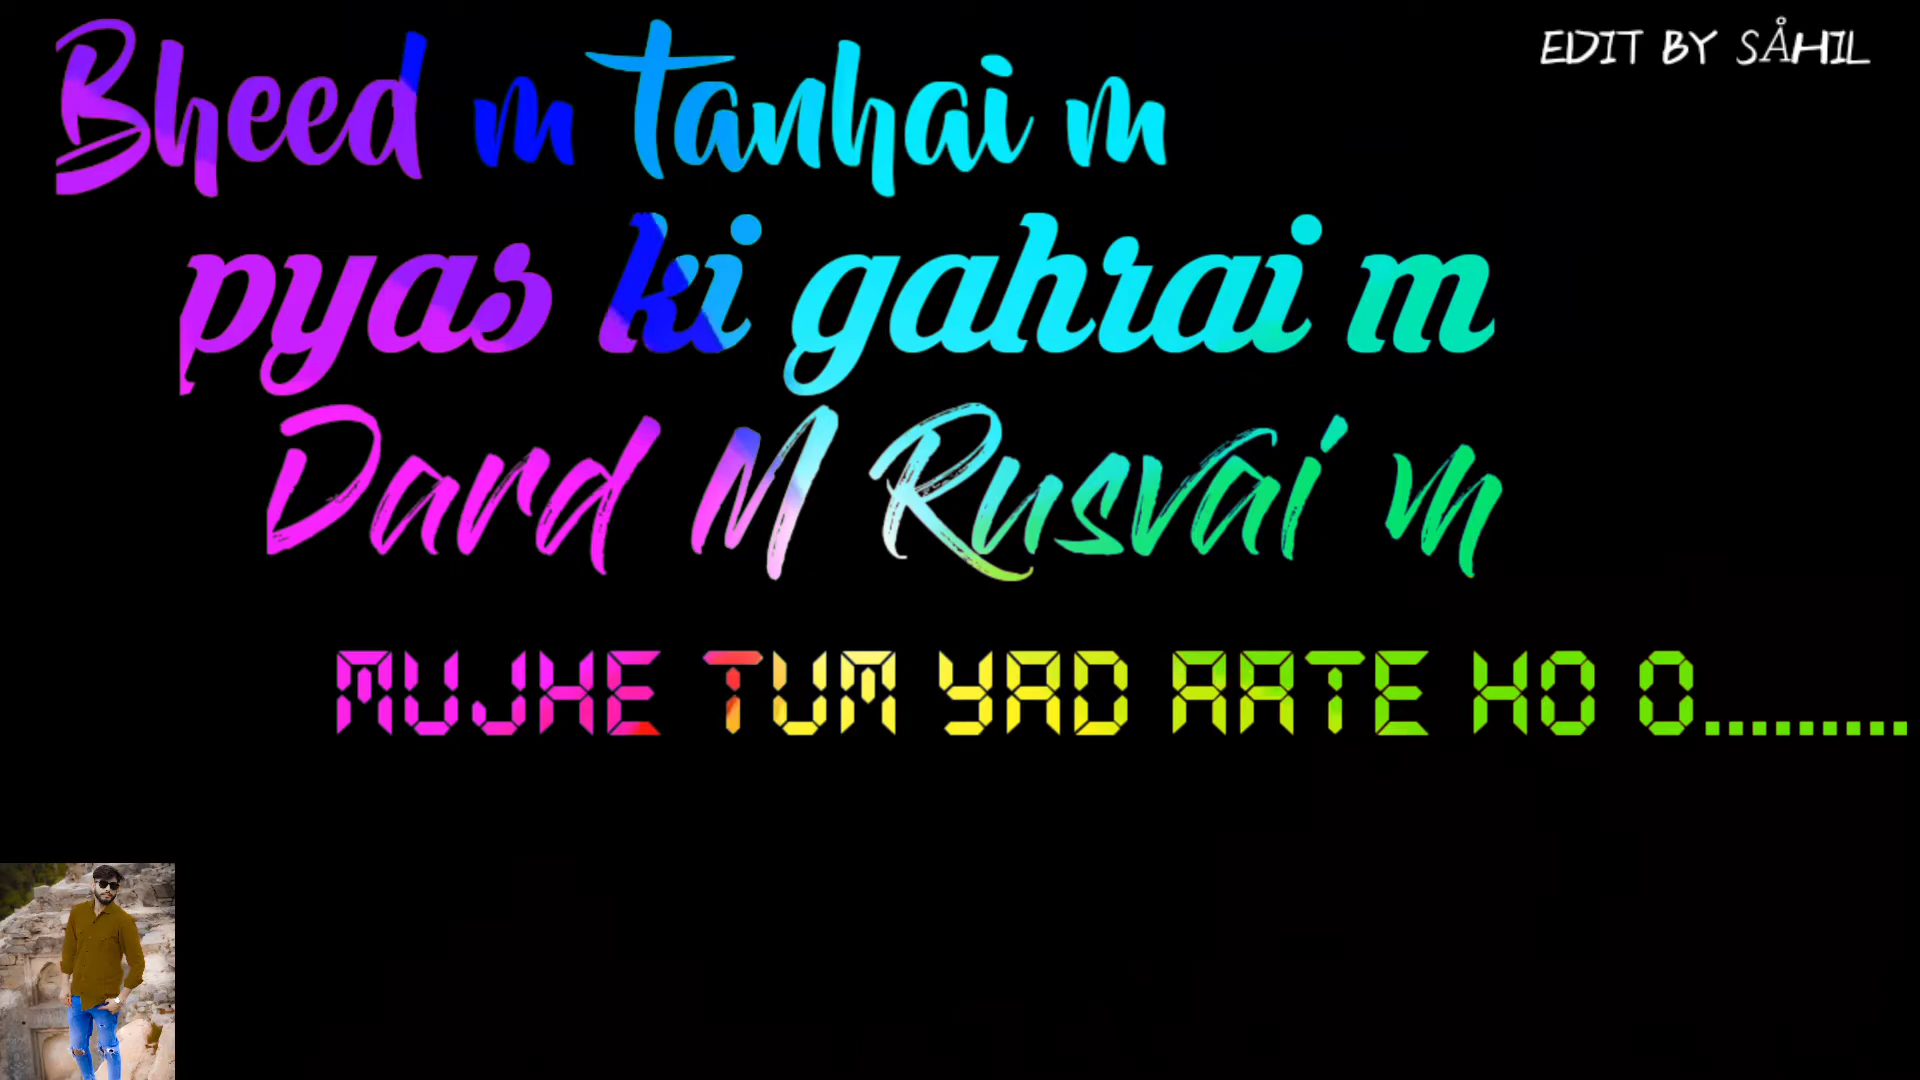 Bheed m Tanhai m
EDIT BY SÅHIL
pyas ki gahrai m
Dard M Rusvai m
MUJHE TUM YAD AATE HO O.........